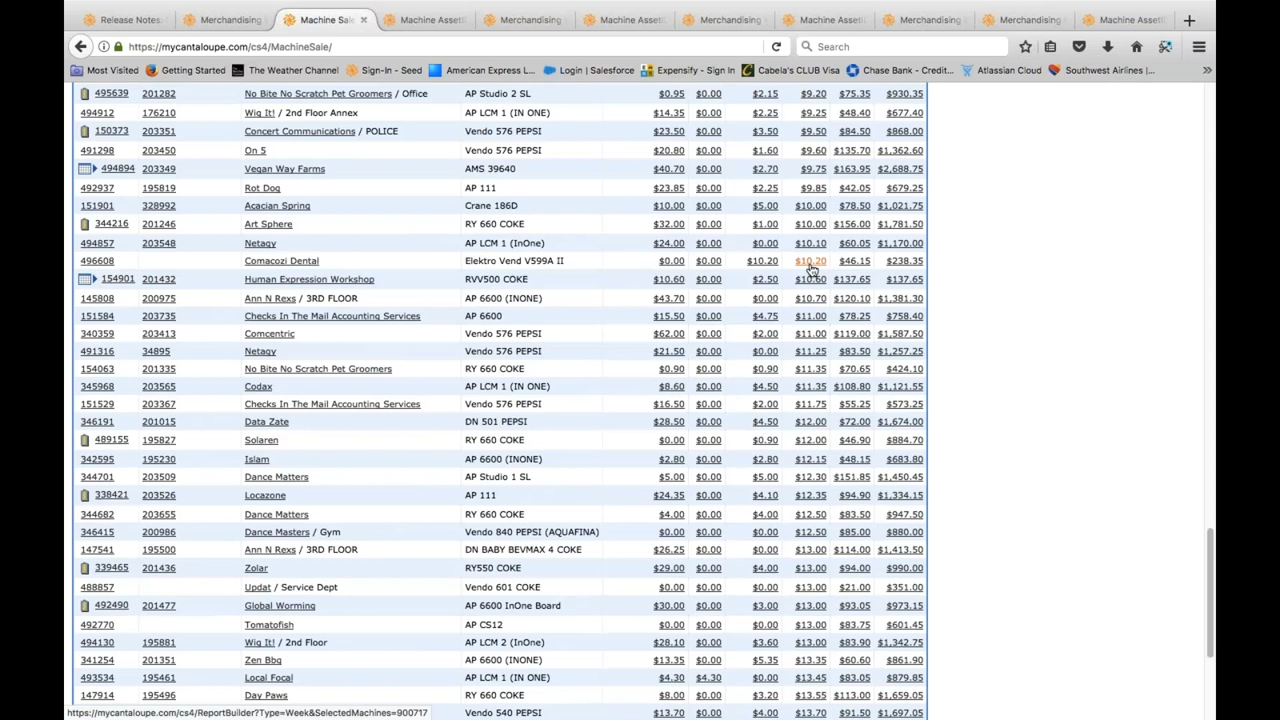 Release Notes:
Merchandising
Machine Sale
Machine Assett
Merchandising
Machine Assett
Merchandising
Machine Assett
Merchandising
Merchandising
Machine Assett
https://mycantaloupe.com/cs4/MachineSale/
Search
Most Visited
Getting Started
The Weather Channel
Sign-In - Seed
American Express L...
Login | Salesforce
Expensify - Sign In
Cabela's CLUB Visa
Chase Bank - Credit...
Atlassian Cloud
Southwest Airlines |...
495639 201282 No Bite No Scratch Pet Groomers / Office AP Studio 2 SL $0.95 $0.00 $2.15 $9.20 $75.35 $930.35
494912 176210 Wig It! / 2nd Floor Annex AP LCM 1 (IN ONE) $14.35 $0.00 $2.25 $9.25 $48.40 $677.40
150373 203351 Concert Communications / POLICE Vendo 576 PEPSI $23.50 $0.00 $3.50 $9.50 $84.50 $868.00
491298 203450 On 5 Vendo 576 PEPSI $20.80 $0.00 $1.60 $9.60 $135.70 $1,362.60
494894 203349 Vegan Way Farms AMS 39640 $40.70 $0.00 $2.70 $9.75 $163.95 $2,688.75
492937 195819 Rot Dog AP 111 $23.85 $0.00 $2.25 $9.85 $42.05 $679.25
151901 328992 Acacian Spring Crane 186D $10.00 $0.00 $5.00 $10.00 $78.50 $1,021.75
344216 201246 Art Sphere RY 660 COKE $32.00 $0.00 $1.00 $10.00 $156.00 $1,781.50
494857 203548 Netagy AP LCM 1 (InOne) $24.00 $0.00 $0.00 $10.10 $60.05 $1,170.00
496608 Comacozi Dental Elektro Vend V599A II $0.00 $0.00 $10.20 $10.20 $46.15 $238.35
154901 201432 Human Expression Workshop RVV500 COKE $10.60 $0.00 $2.50 $10.60 $137.65 $137.65
145808 200975 Ann N Rexs / 3RD FLOOR AP 6600 (INONE) $43.70 $0.00 $0.00 $10.70 $120.10 $1,381.30
151584 203735 Checks In The Mail Accounting Services AP 6600 $15.50 $0.00 $4.75 $11.00 $78.25 $758.40
340359 203413 Comcentric Vendo 576 PEPSI $62.00 $0.00 $2.00 $11.00 $119.00 $1,587.50
491316 34895 Netagy Vendo 576 PEPSI $21.50 $0.00 $0.00 $11.25 $83.50 $1,257.25
154063 201335 No Bite No Scratch Pet Groomers RY 660 COKE $0.90 $0.00 $0.90 $11.35 $70.65 $424.10
345968 203565 Codax AP LCM 1 (IN ONE) $8.60 $0.00 $4.50 $11.35 $108.80 $1,121.55
151529 203367 Checks In The Mail Accounting Services Vendo 576 PEPSI $16.50 $0.00 $2.00 $11.75 $55.25 $573.25
346191 201015 Data Zate DN 501 PEPSI $28.50 $0.00 $0.00 $12.00 $72.00 $1,674.00
489155 195827 Solaren RY 660 COKE $0.00 $0.00 $0.90 $12.00 $46.90 $884.70
342595 195230 Islam AP 6600 (INONE) $2.80 $0.00 $2.80 $12.15 $48.15 $683.80
344701 203509 Dance Matters AP Studio 1 SL $5.00 $0.00 $5.00 $12.30 $151.85 $1,450.45
338421 203526 Locazone AP 111 $24.35 $0.00 $4.10 $12.35 $94.90 $1,334.15
344682 203655 Dance Matters RY 660 COKE $4.00 $0.00 $4.00 $12.50 $83.50 $947.50
346415 200986 Dance Masters / Gym Vendo 840 PEPSI (AQUAFINA) $0.00 $0.00 $0.00 $12.50 $85.00 $880.00
147541 195500 Ann N Rexs / 3RD FLOOR DN BABY BEVMAX 4 COKE $26.25 $0.00 $0.00 $13.00 $114.00 $1,413.50
339465 201436 Zolar RY550 COKE $29.00 $0.00 $4.00 $13.00 $94.00 $990.00
488857 Updat / Service Dept Vendo 601 COKE $0.00 $0.00 $0.00 $13.00 $21.00 $351.00
492490 201477 Global Worming AP 6600 InOne Board $30.00 $0.00 $3.00 $13.00 $93.05 $973.15
492770 Tomatofish AP CS12 $0.00 $0.00 $0.00 $13.00 $83.75 $601.45
494130 195881 Wig It! / 2nd Floor AP LCM 2 (InOne) $28.10 $0.00 $3.60 $13.00 $83.90 $1,342.75
341254 201351 Zen Bbq AP 6600 (INONE) $13.35 $0.00 $5.35 $13.35 $60.60 $861.90
493534 195461 Local Focal AP LCM 1 (IN ONE) $4.30 $4.30 $0.00 $13.45 $83.05 $879.85
147914 195496 Day Paws RY 660 COKE $8.00 $0.00 $3.20 $13.55 $113.00 $1,659.05
https://mycantaloupe.com/cs4/ReportBuilder?Type=Week&SelectedMachines=900717 Vendo 540 PEPSI $13.70 $0.00 $4.00 $13.70 $91.50 $1,697.05